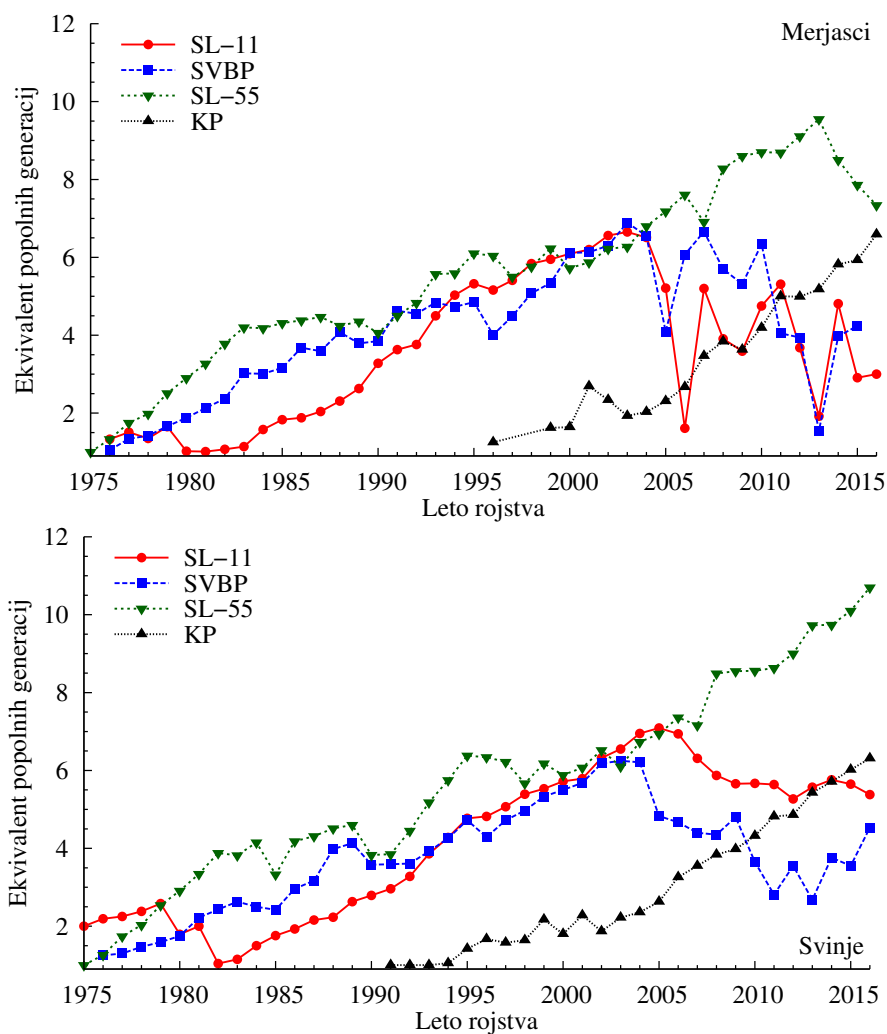 12
10
8
6
4
2
Ekvivalent popolnih generacij
SL−11
SVBP
SL−55
KP
Merjasci
1975 1980 1985 1990 1995 2000 2005 2010 2015
Leto rojstva
12
10
8
6
4
2
Ekvivalent popolnih generacij
SL−11
SVBP
SL−55
KP
Svinje
1975 1980 1985 1990 1995 2000 2005 2010 2015
Leto rojstva